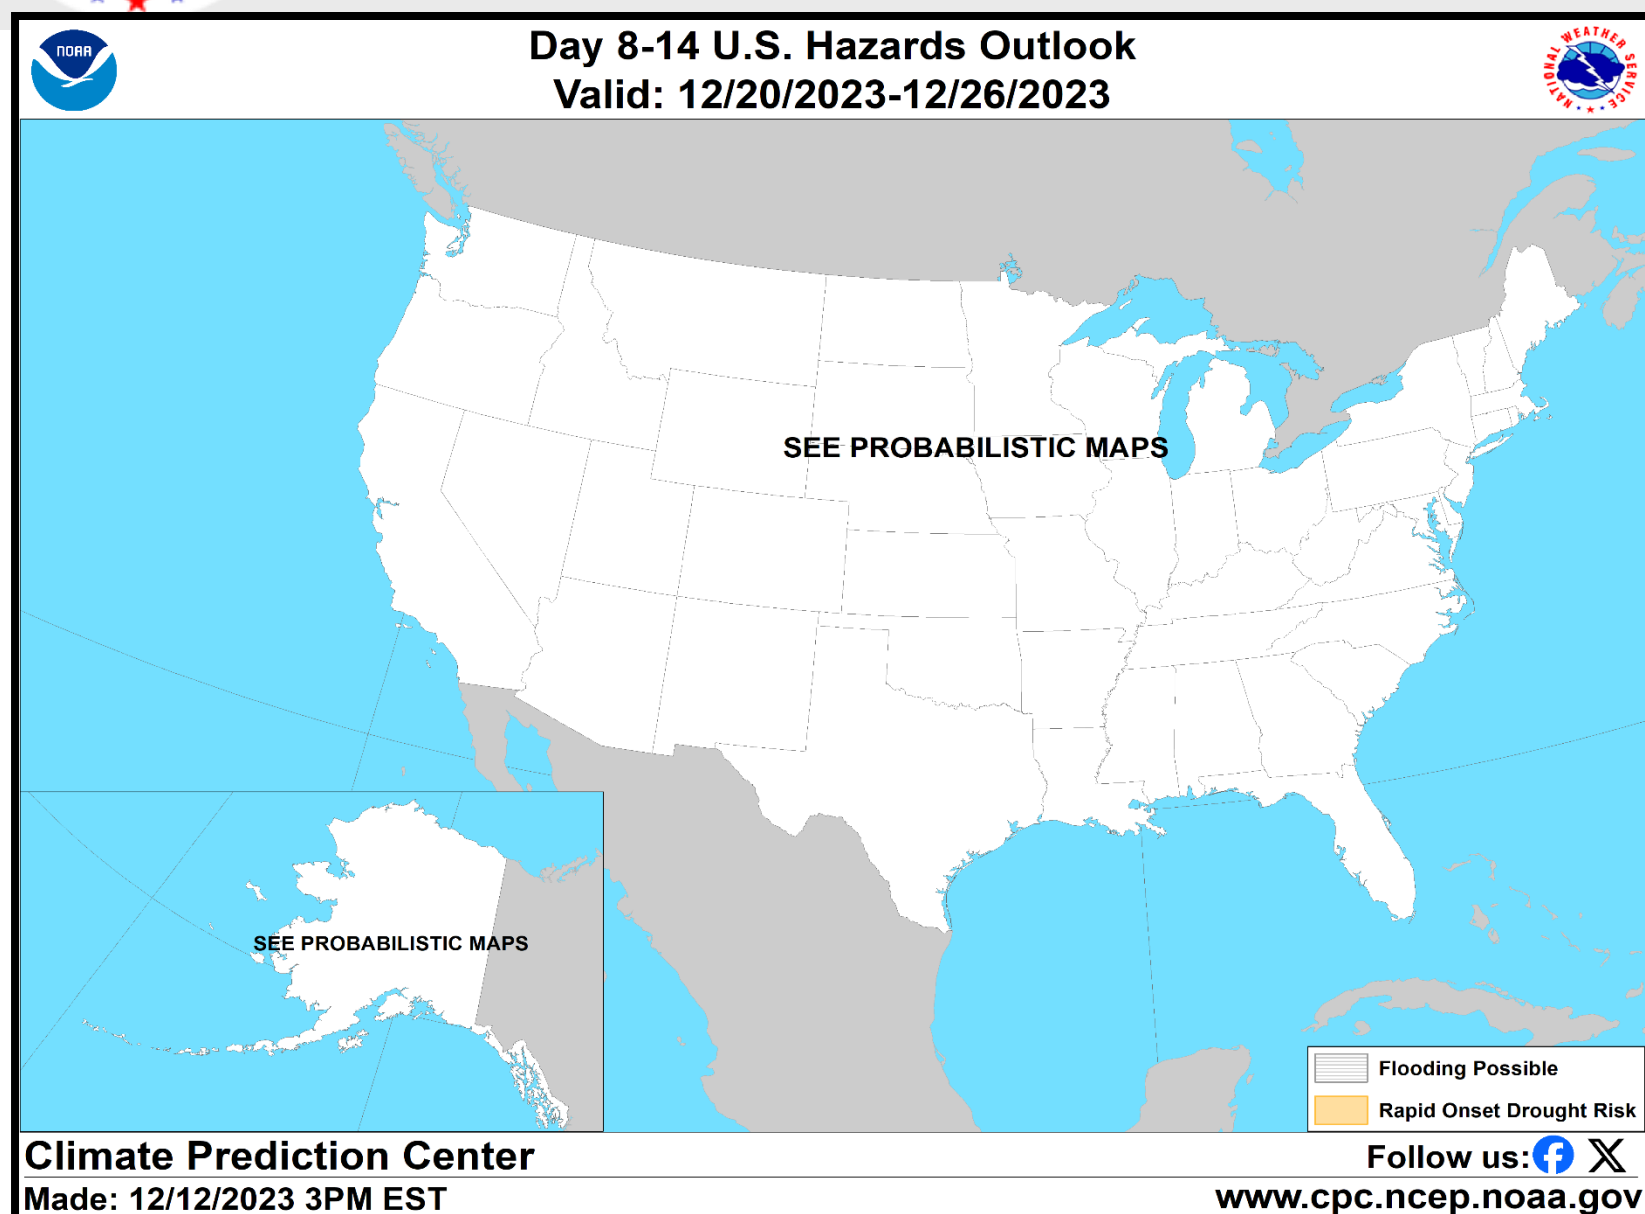 NOAA
Day 8-14 U.S. Hazards Outlook
Valid: 12/20/2023-12/26/2023
NATIONAL WEATHER SERVICE
SEE PROBABILISTIC MAPS
SEE PROBABILISTIC MAPS
Flooding Possible
Rapid Onset Drought Risk
Climate Prediction Center
Follow us:
Made: 12/12/2023 3PM EST
www.cpc.ncep.noaa.gov